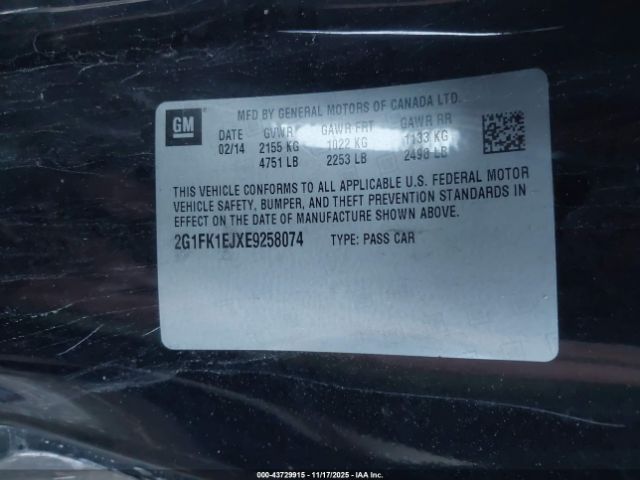 GM
MFD BY GENERAL MOTORS OF CANADA LTD.
DATE GVWR GAWR FRT GAWR RR
02/14 2155 KG 1022 KG 1133 KG
4751 LB 2253 LB 2498 LB
THIS VEHICLE CONFORMS TO ALL APPLICABLE U.S. FEDERAL MOTOR
VEHICLE SAFETY, BUMPER, AND THEFT PREVENTION STANDARDS IN
EFFECT ON THE DATE OF MANUFACTURE SHOWN ABOVE.
2G1FK1EJXE9258074 TYPE: PASS CAR
00-43729915 - 11/17/2025 - IAA Inc.